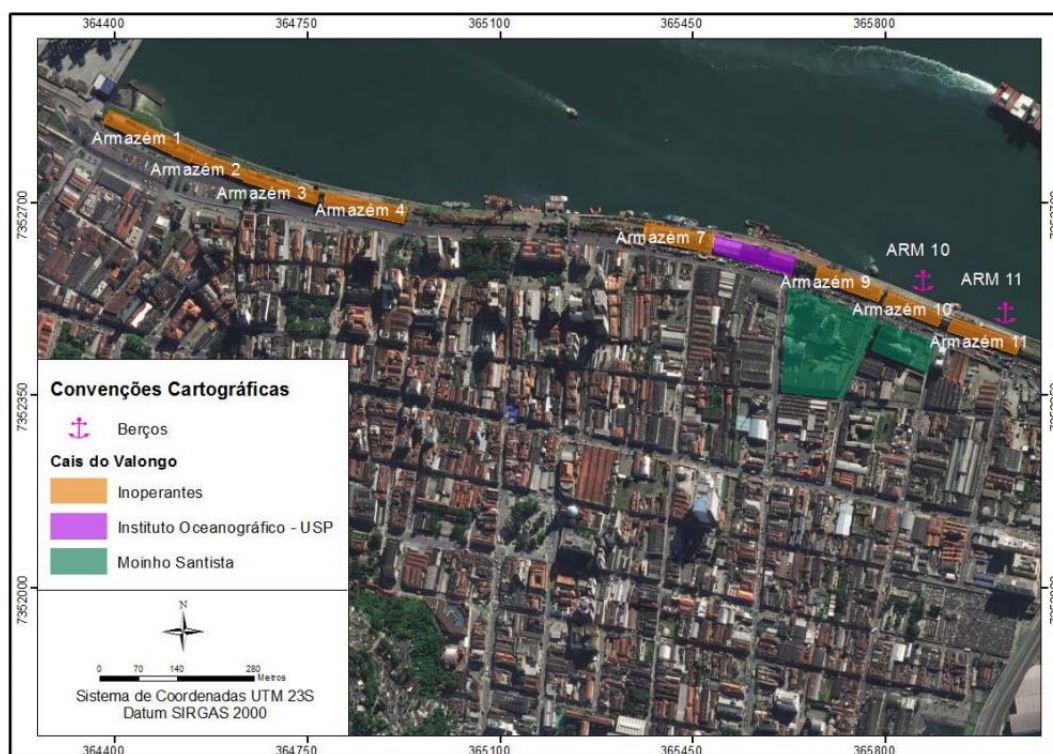 364400 364750 365100 365450 365800
Armazém 1
Armazém 2
Armazém 3
Armazém 4
Armazém 7
Armazém 9
Armazém 10
Armazém 11
ARM 10
ARM 11
7352700
7352700
7352350
7352350
7352000
7352000
Convenções Cartográficas
Berços
Cais do Valongo
Inoperantes
Instituto Oceanográfico - USP
Moinho Santista
N
0 70 140 280
Metros
Sistema de Coordenadas UTM 23S
Datum SIRGAS 2000
364400 364750 365100 365450 365800